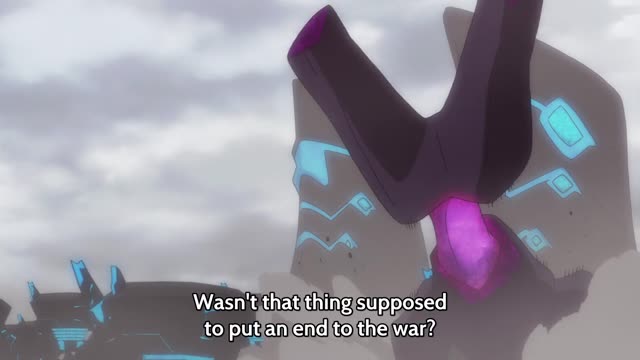 Wasn't that thing supposed
to put an end to the war?